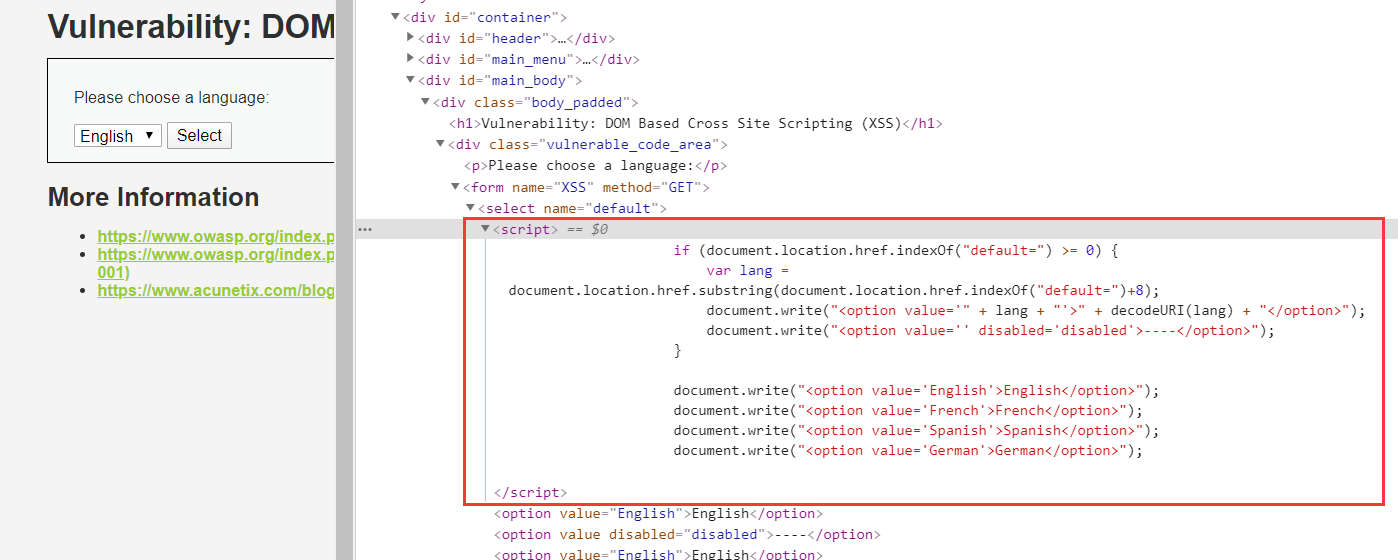 Vulnerability: DOM
Please choose a language:
English ▼ Select
More Information
https://www.owasp.org/index.p
https://www.owasp.org/index.p
001)
https://www.acunetix.com/blog
▼<div id="container">
▶<div id="header">…</div>
▶<div id="main_menu">…</div>
▼<div id="main_body">
▼<div class="body_padded">
<h1>Vulnerability: DOM Based Cross Site Scripting (XSS)</h1>
▼<div class="vulnerable_code_area">
<p>Please choose a language:</p>
▼<form name="XSS" method="GET">
▼<select name="default">
••• ▼<script> == $0
if (document.location.href.indexOf("default=") >= 0) {
var lang =
document.location.href.substring(document.location.href.indexOf("default=")+8);
document.write("<option value='" + lang + "'>" + decodeURI(lang) + "</option>");
document.write("<option value='' disabled='disabled'>----</option>");
}
document.write("<option value='English'>English</option>");
document.write("<option value='French'>French</option>");
document.write("<option value='Spanish'>Spanish</option>");
document.write("<option value='German'>German</option>");
</script>
<option value="English">English</option>
<option value disabled="disabled">----</option>
<option value="English">English</option>